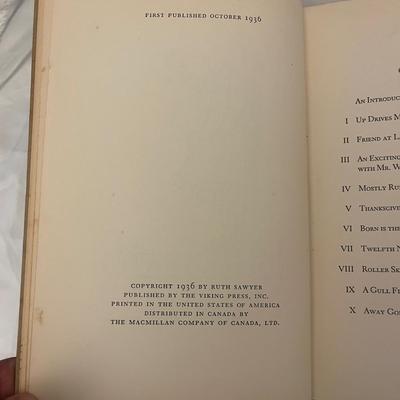 FIRST PUBLISHED OCTOBER 1936
COPYRIGHT 1936 BY RUTH SAWYER
PUBLISHED BY THE VIKING PRESS, INC.
PRINTED IN THE UNITED STATES OF AMERICA
DISTRIBUTED IN CANADA BY
THE MACMILLAN COMPANY OF CANADA, LTD.
AN INTRODUC
I UP DRIVES M
II FRIEND AT L
III AN EXCITING
WITH MR. W
IV MOSTLY RU
V THANKSGIVI
VI BORN IS THE
VII TWELFTH N
VIII ROLLER SK
IX A GULL F
X AWAY GO